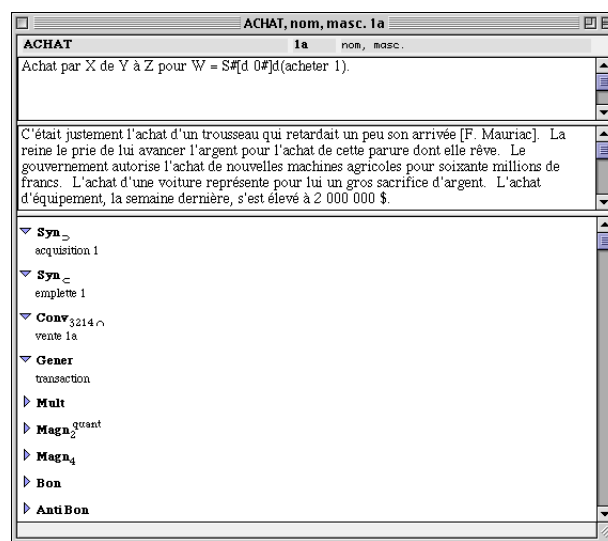 ACHAT, nom, masc. 1a
ACHAT 1a nom, masc.
Achat par X de Y à Z pour W = S#[d 0#]d(acheter 1).
C'était justement l'achat d'un trousseau qui retardait un peu son arrivée [F. Mauriac]. La
reine le prie de lui avancer l'argent pour l'achat de cette parure dont elle rêve. Le
gouvernement autorise l'achat de nouvelles machines agricoles pour soixante millions de
francs. L'achat d'une voiture représente pour lui un gros sacrifice d'argent. L'achat
d'équipement, la semaine dernière, s'est élevé à 2 000 000 $.
Syn⊃
acquisition 1
Syn⊂
emplette 1
Conv3214∩
vente 1a
Gener
transaction
Mult
Magn2quant
Magn4
Bon
AntiBon